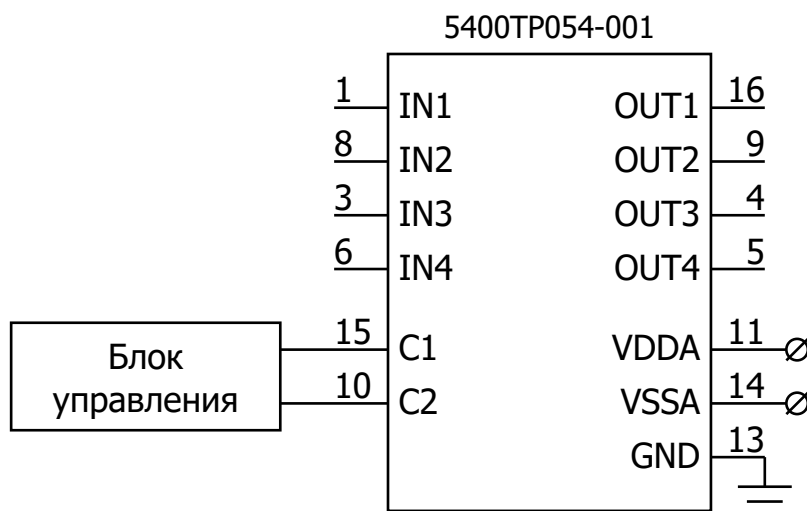 5400ТР054-001
1 IN1 OUT1 16
8 IN2 OUT2 9
3 IN3 OUT3 4
6 IN4 OUT4 5
Блок
управления
15 C1 VDDA 11
10 C2 VSSA 14
GND 13